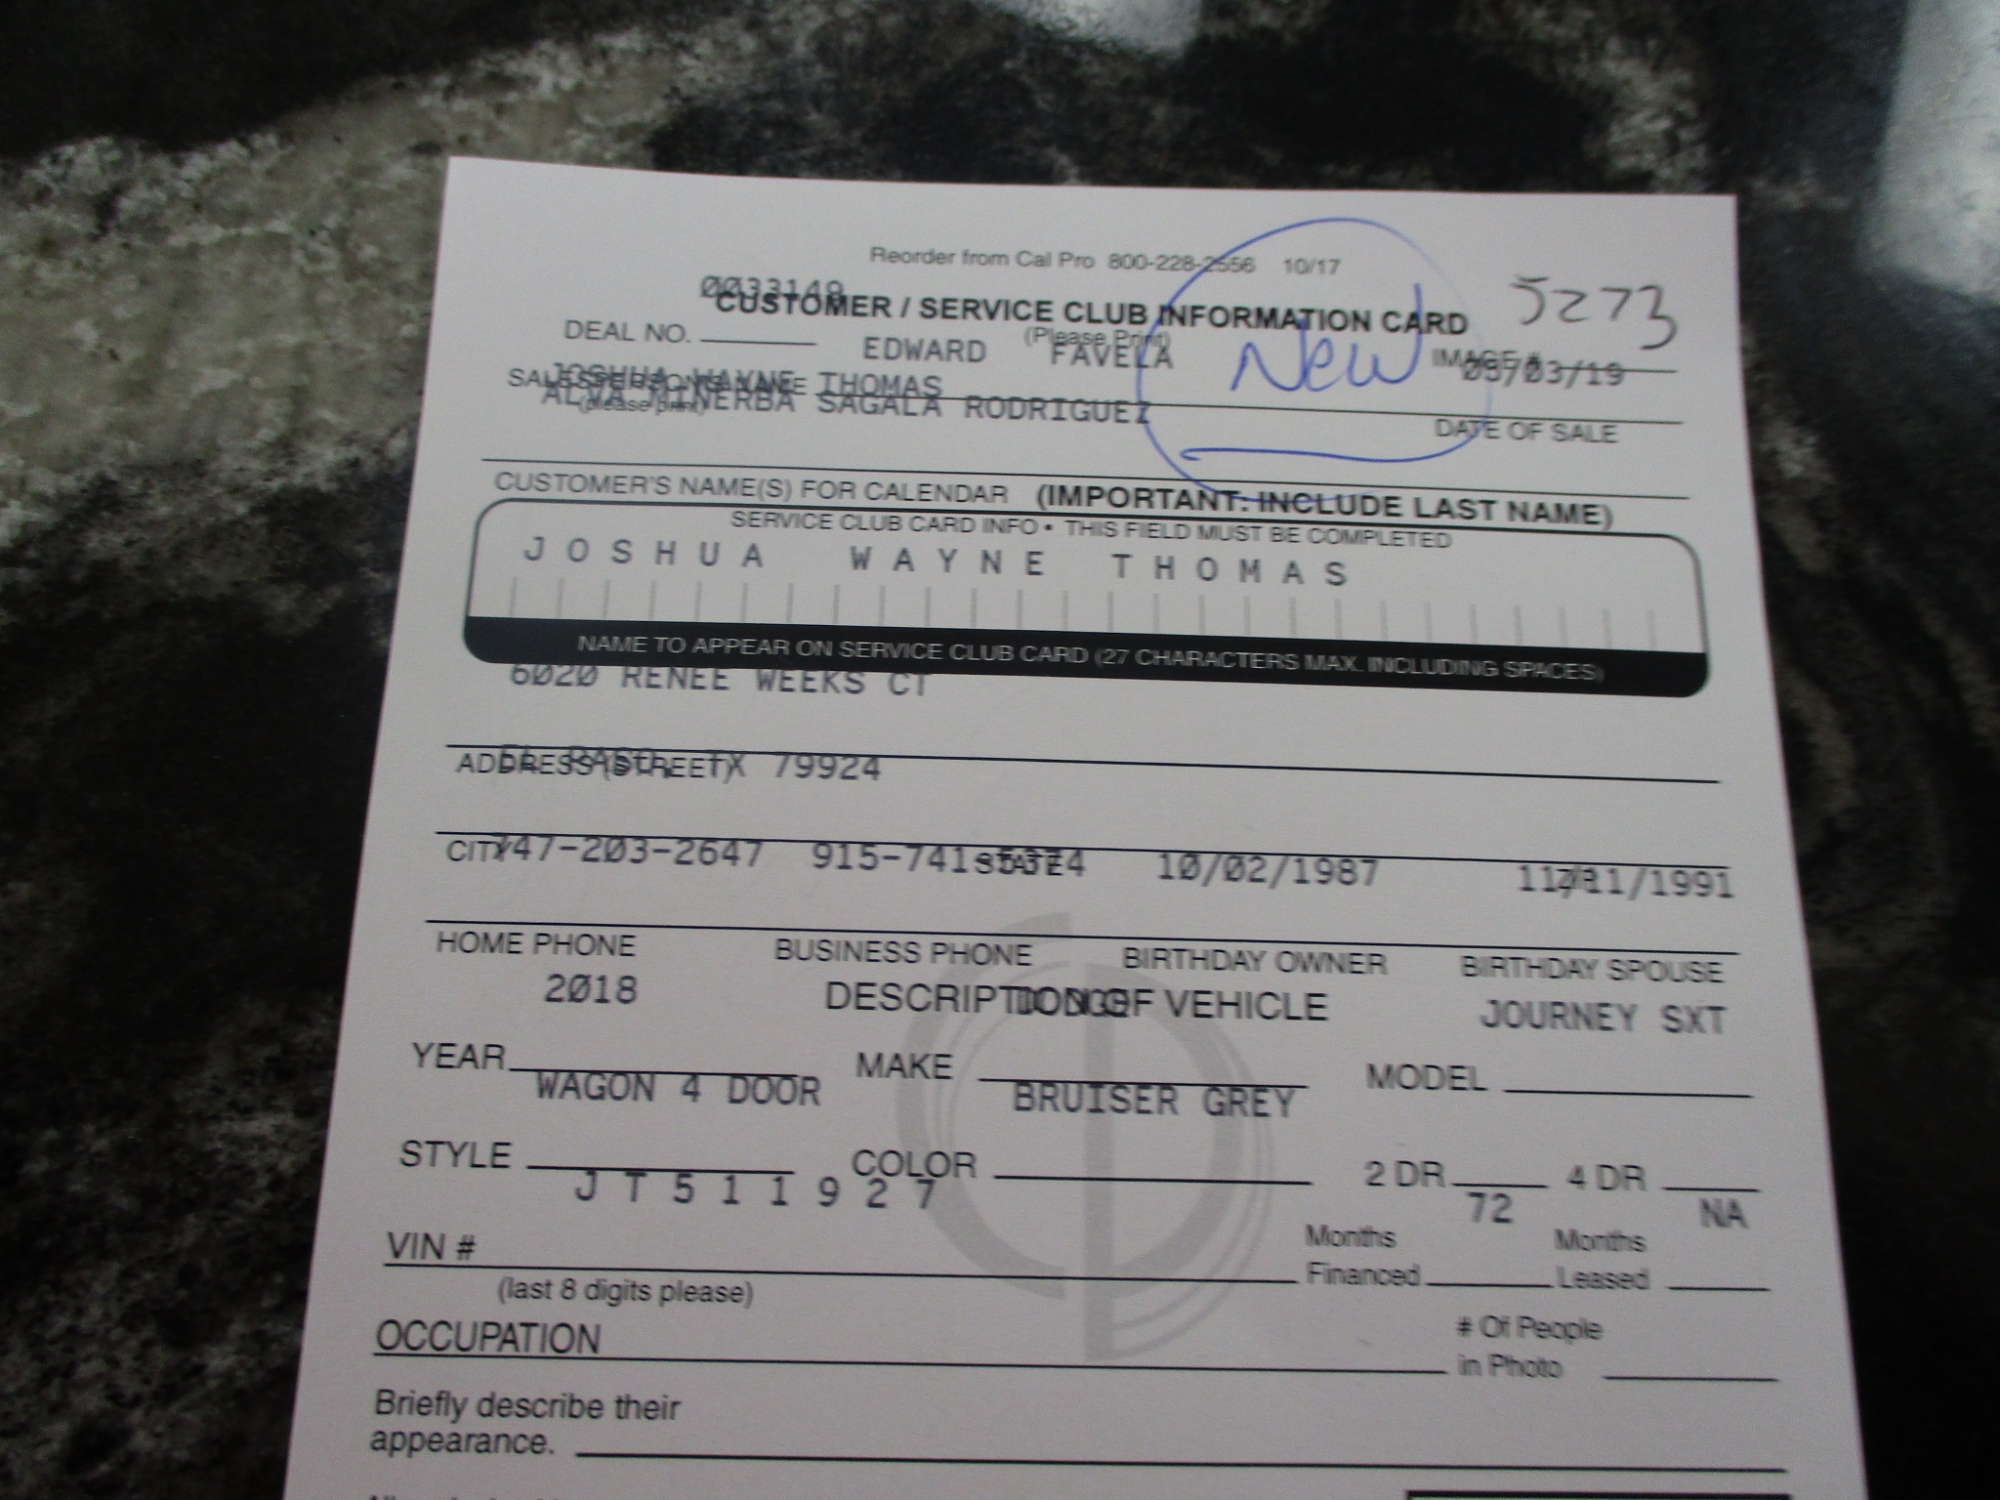 Reorder from Cal Pro 800-228-2556 10/17
0033149
CUSTOMER / SERVICE CLUB INFORMATION CARD 5273
DEAL NO. EDWARD FAVELA (Please Print) New IMAGE #
03/19
JOSHUA WAYNE THOMAS
(please print) ALVA MINERBA SAGALA RODRIGUEZ
DATE OF SALE
CUSTOMER'S NAME(S) FOR CALENDAR (IMPORTANT: INCLUDE LAST NAME)
SERVICE CLUB CARD INFO • THIS FIELD MUST BE COMPLETED
JOSHUA WAYNE THOMAS
NAME TO APPEAR ON SERVICE CLUB CARD (27 CHARACTERS MAX. INCLUDING SPACES)
6020 RENEE WEEKS CT
ADDRESS (STREET) EL PASO, TX 79924
CITY 747-203-2647 915-741- STATE 10/02/1987 /1991
HOME PHONE BUSINESS PHONE BIRTHDAY OWNER BIRTHDAY SPOUSE
2018 DESCRIPTION OF VEHICLE DODGE JOURNEY SXT
YEAR MAKE MODEL
WAGON 4 DOOR BRUISER GREY
STYLE COLOR 2 DR 4 DR
JT511927 72 NA
VIN # Months Financed Months Leased
(last 8 digits please)
OCCUPATION # Of People in Photo
Briefly describe their
appearance.